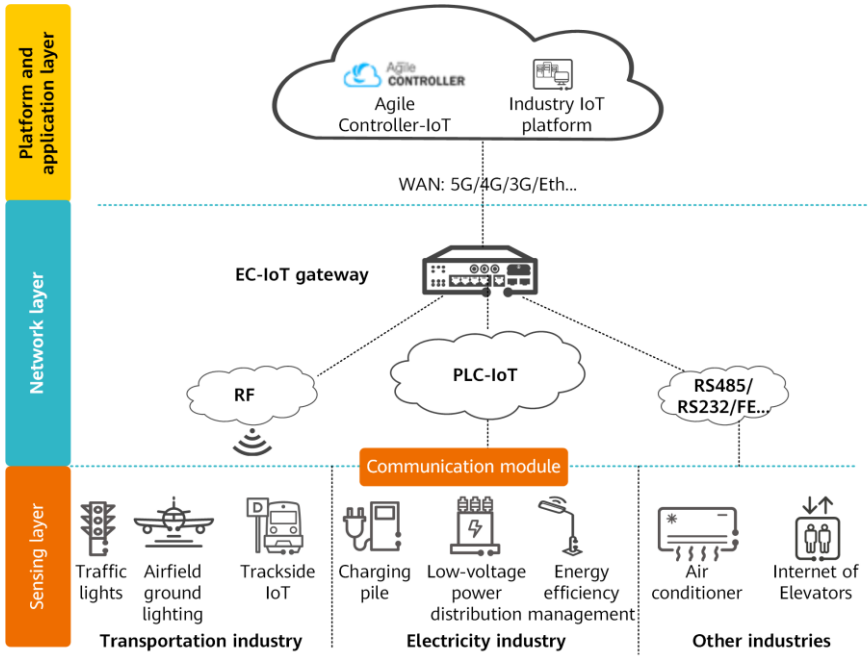 Platform and
application layer
Agile
CONTROLLER
Agile
Controller-IoT
Industry IoT
platform
WAN: 5G/4G/3G/Eth...
Network layer
EC-IoT gateway
RF
PLC-IoT
RS485/
RS232/FE...
Communication module
Sensing layer
Traffic
lights
Airfield
ground
lighting
D
Trackside
IoT
Charging
pile
Low-voltage
power
distribution
Energy
efficiency
management
Air
conditioner
Internet of
Elevators
Transportation industry
Electricity industry
Other industries